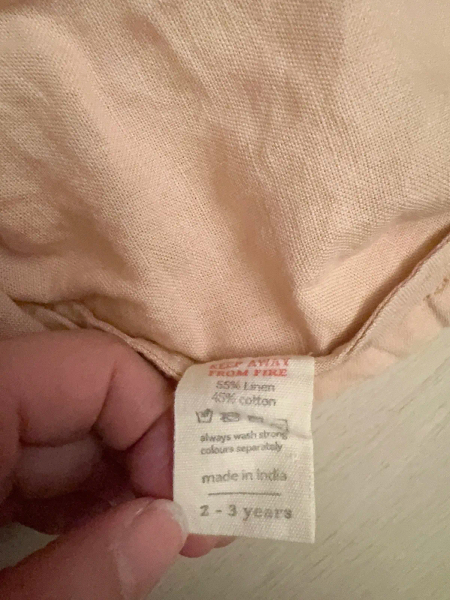 KEEP AWAY
FROM FIRE
55% Linen
45% cotton
always wash strong
colours separately
made in india
2 - 3 years